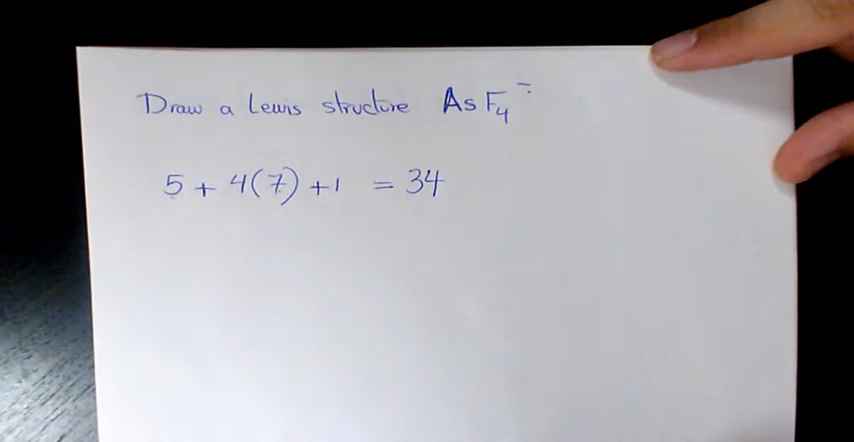 Draw a Lewis structure AsF₄⁻:
5 + 4(7) + 1 = 34